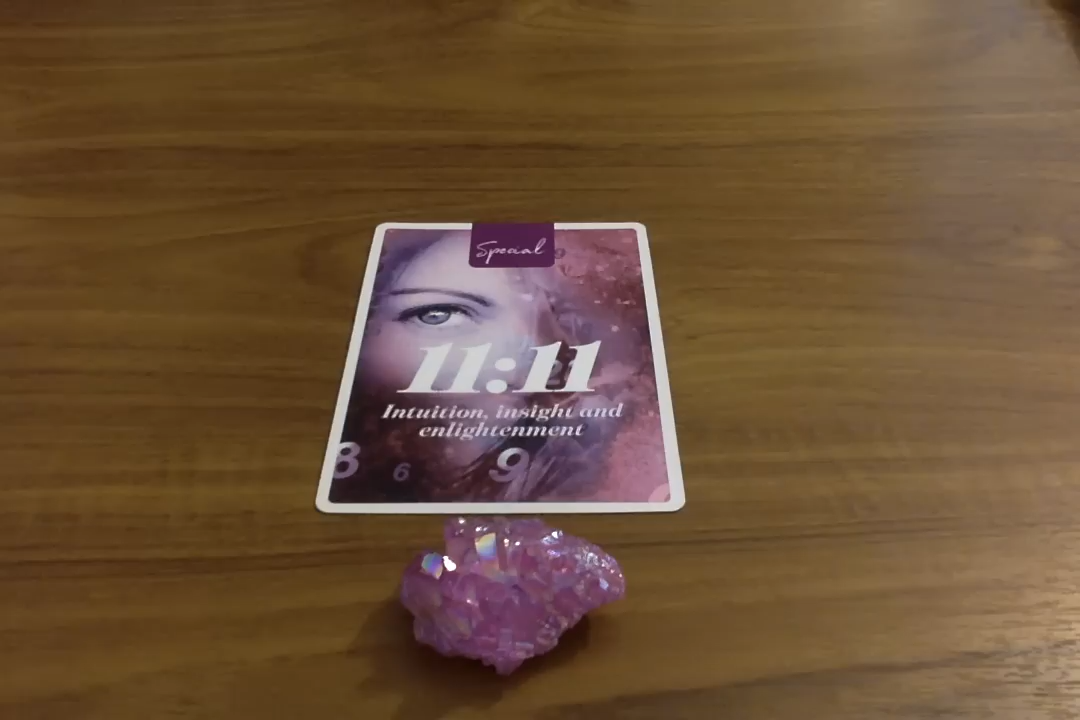 Special
11:11
Intuition, insight and
enlightenment
8 6 9